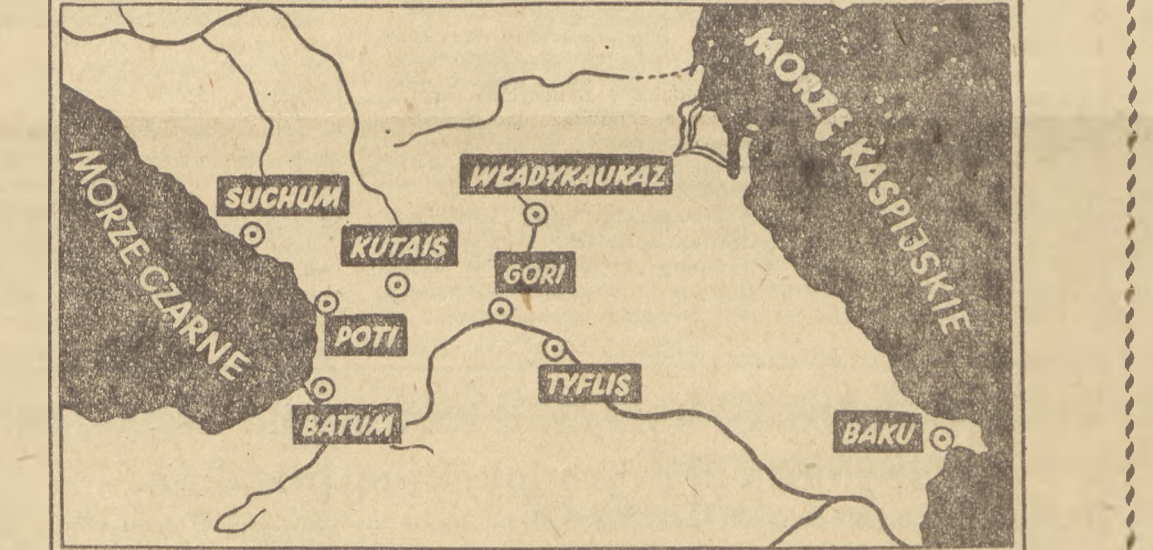 MORZE KASPIJSKIE
MORZE CZARNE
WŁADYKAUKAZ
SUCHUM
KUTAIS
GORI
POTI
TYFLIS
BATUM
BAKU